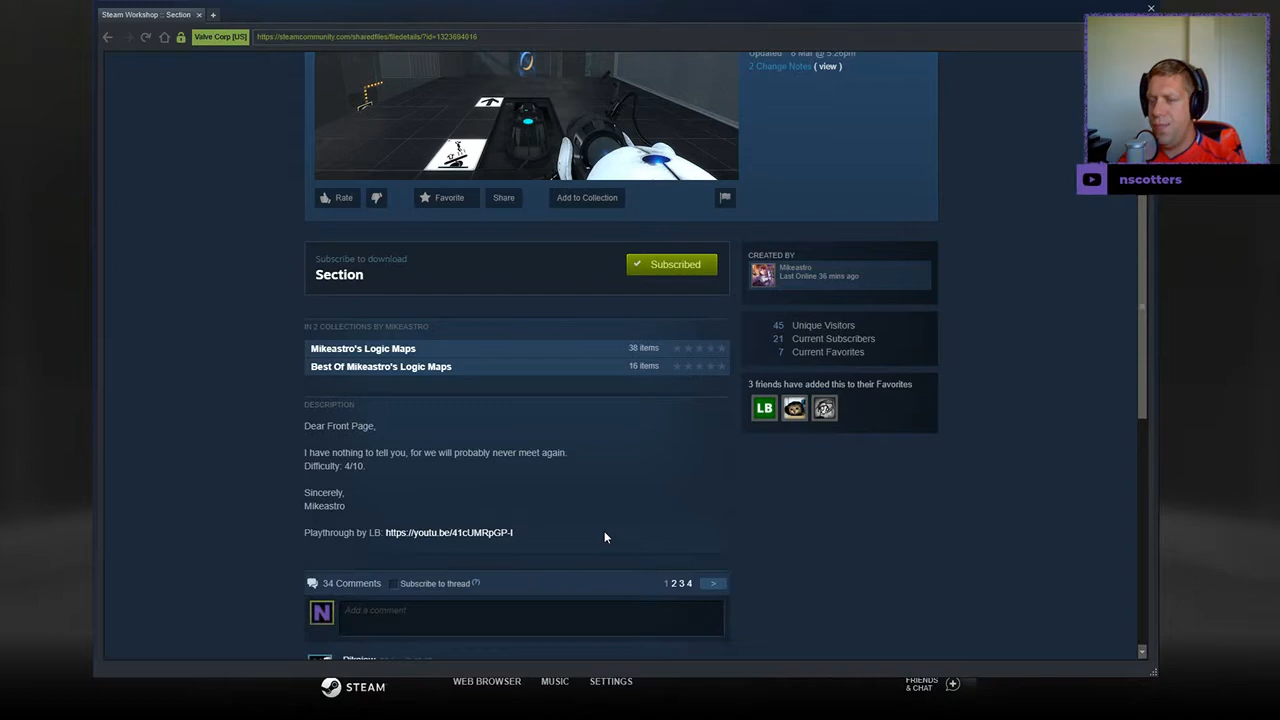 Steam Workshop :: Section
Valve Corp [US]
https://steamcommunity.com/sharedfiles/filedetails/?id=1323694016
Updated 8 Mar @ 5:26pm
2 Change Notes ( view )
nscotters
Rate
Favorite
Share
Add to Collection
Subscribe to download
Section
Subscribed
CREATED BY
Mikeastro
Last Online 36 mins ago
45 Unique Visitors
21 Current Subscribers
7 Current Favorites
IN 2 COLLECTIONS BY MIKEASTRO
Mikeastro's Logic Maps 38 items
Best Of Mikeastro's Logic Maps 16 items
3 friends have added this to their Favorites
LB
DESCRIPTION
Dear Front Page,
I have nothing to tell you, for we will probably never meet again.
Difficulty: 4/10.
Sincerely,
Mikeastro
Playthrough by LB: https://youtu.be/41cUMRpGP-I
34 Comments Subscribe to thread (?) 1 2 3 4 >
N
Add a comment
STEAM
WEB BROWSER
MUSIC
SETTINGS
FRIENDS
& CHAT